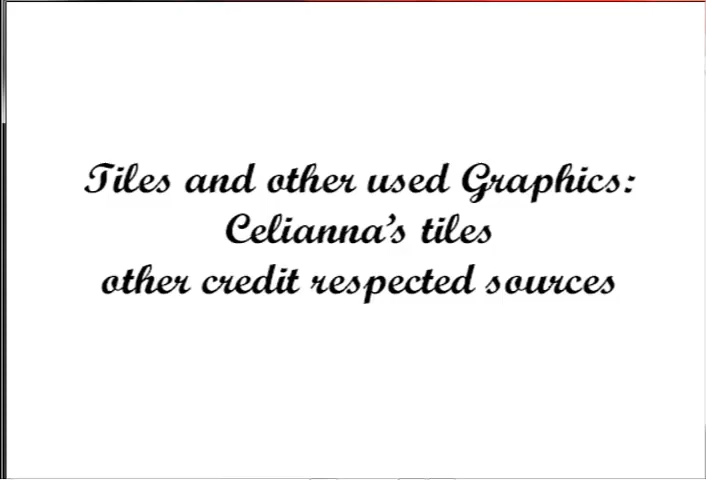 Tiles and other used Graphics:
Celianna's tiles
other credit respected sources